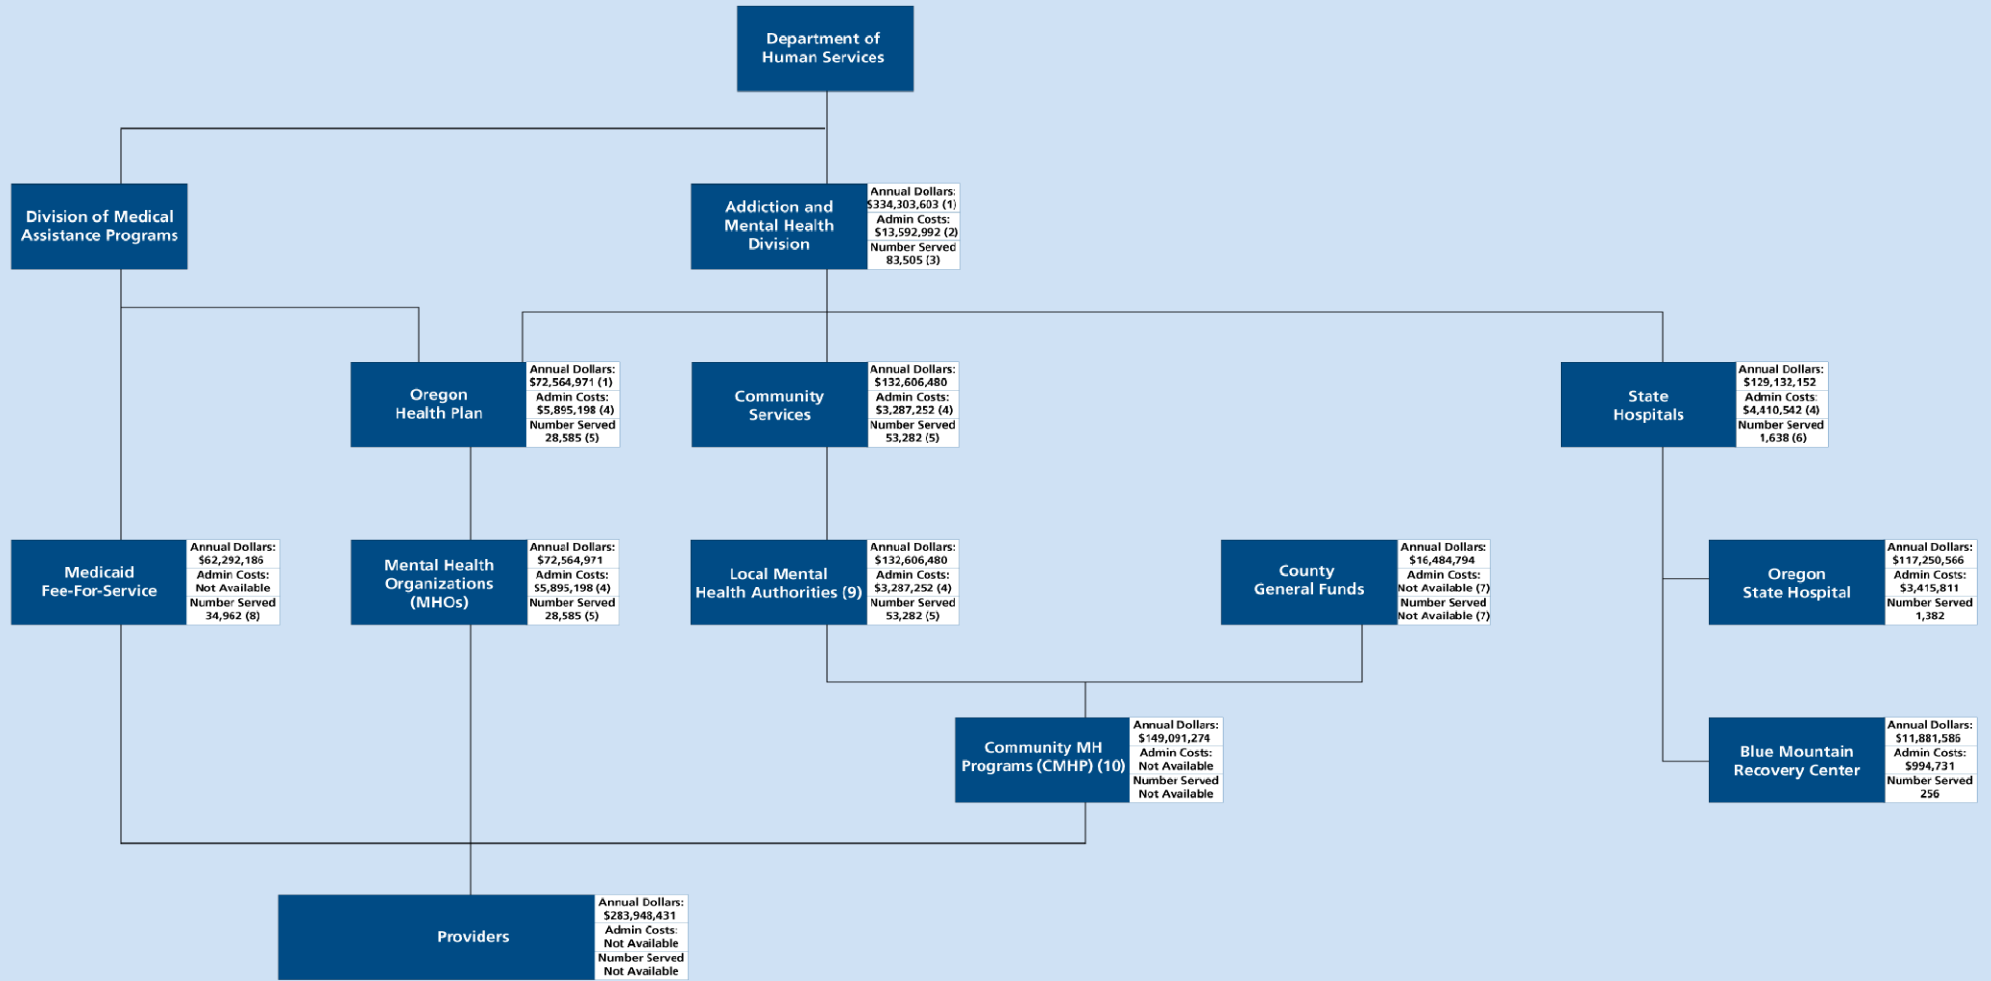 Department of
Human Services
Division of Medical
Assistance Programs
Addiction and
Mental Health
Division
Annual Dollars:
$334,303,603 (1)
Admin Costs:
$13,592,992 (2)
Number Served
83,505 (3)
Oregon
Health Plan
Annual Dollars:
$72,564,971 (1)
Admin Costs:
$5,895,198 (4)
Number Served
28,585 (5)
Community
Services
Annual Dollars:
$132,606,480
Admin Costs:
$3,287,252 (4)
Number Served
53,282 (5)
State
Hospitals
Annual Dollars:
$129,132,152
Admin Costs:
$4,410,542 (4)
Number Served
1,638 (6)
Medicaid
Fee-For-Service
Annual Dollars:
$62,292,186
Admin Costs:
Not Available
Number Served
34,962 (8)
Mental Health
Organizations
(MHOs)
Annual Dollars:
$72,564,971
Admin Costs:
$5,895,198 (4)
Number Served
28,585 (5)
Local Mental
Health Authorities (9)
Annual Dollars:
$132,606,480
Admin Costs:
$3,287,252 (4)
Number Served
53,282 (5)
County
General Funds
Annual Dollars:
$16,484,794
Admin Costs:
Not Available (7)
Number Served
Not Available (7)
Oregon
State Hospital
Annual Dollars:
$117,250,566
Admin Costs:
$3,415,811
Number Served
1,382
Community MH
Programs (CMHP) (10)
Annual Dollars:
$149,091,274
Admin Costs:
Not Available
Number Served
Not Available
Blue Mountain
Recovery Center
Annual Dollars:
$11,881,586
Admin Costs:
$994,731
Number Served
256
Providers
Annual Dollars:
$283,948,431
Admin Costs:
Not Available
Number Served
Not Available